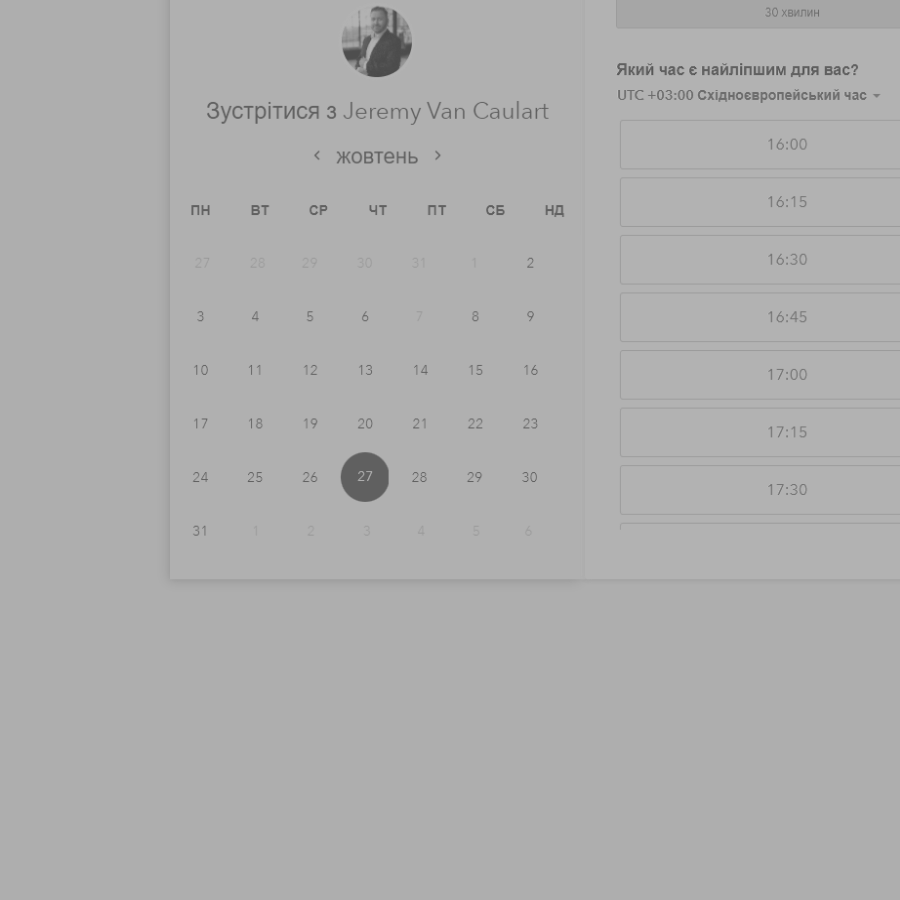 Зустрітися з Jeremy Van Caulart
жовтень
ПН ВТ СР ЧТ ПТ СБ НД
27 28 29 30 31 1 2
3 4 5 6 7 8 9
10 11 12 13 14 15 16
17 18 19 20 21 22 23
24 25 26 27 28 29 30
31 1 2 3 4 5 6
30 хвилин
Який час є найліпшим для вас?
UTC +03:00 Східноєвропейський час
16:00
16:15
16:30
16:45
17:00
17:15
17:30